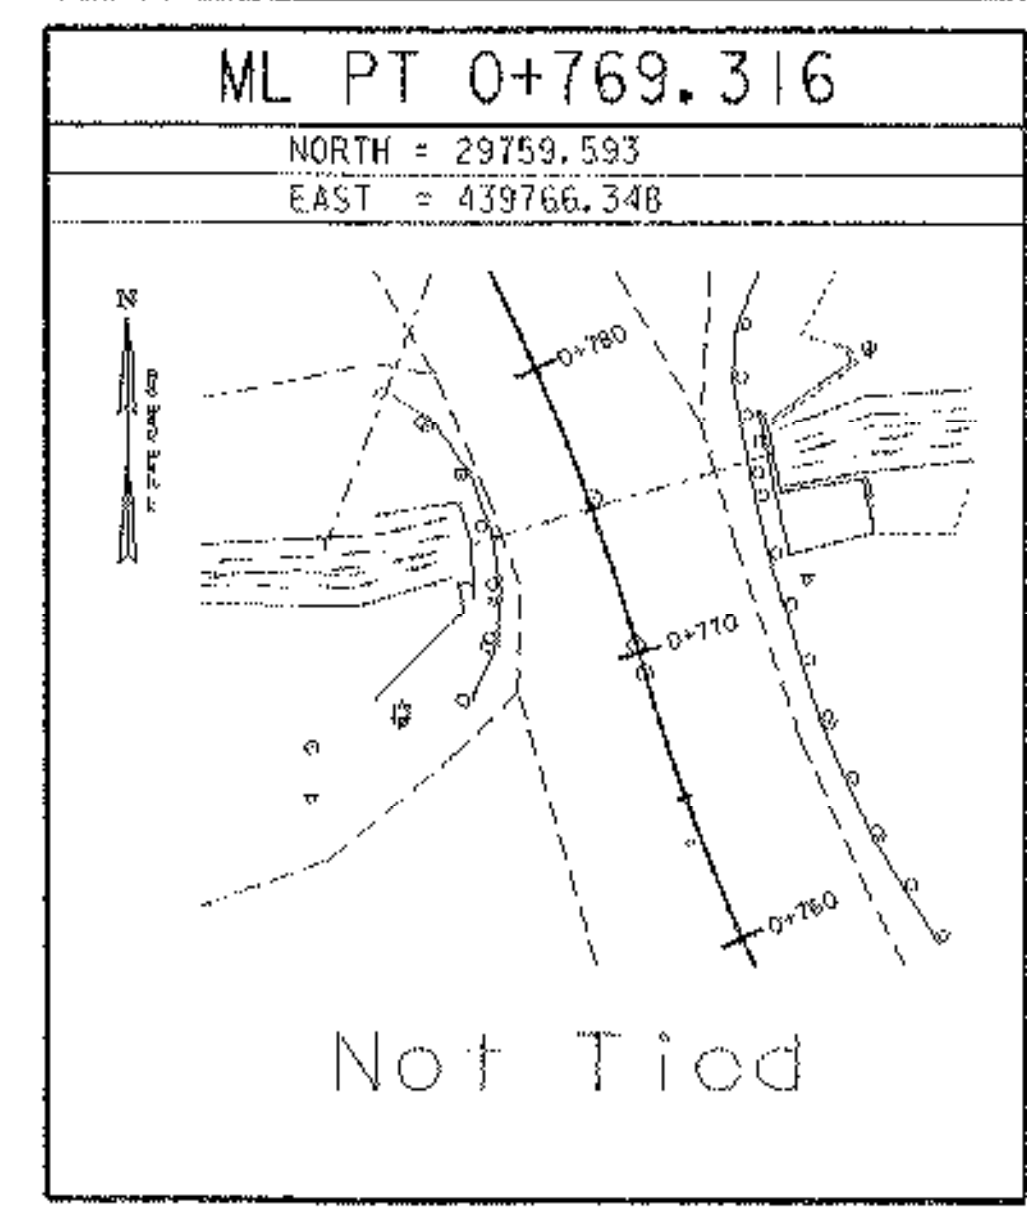 ML PT 0+769.316
NORTH = 29759.593
EAST = 439766.348
N
0+780
0+770
0+760
Not Tied